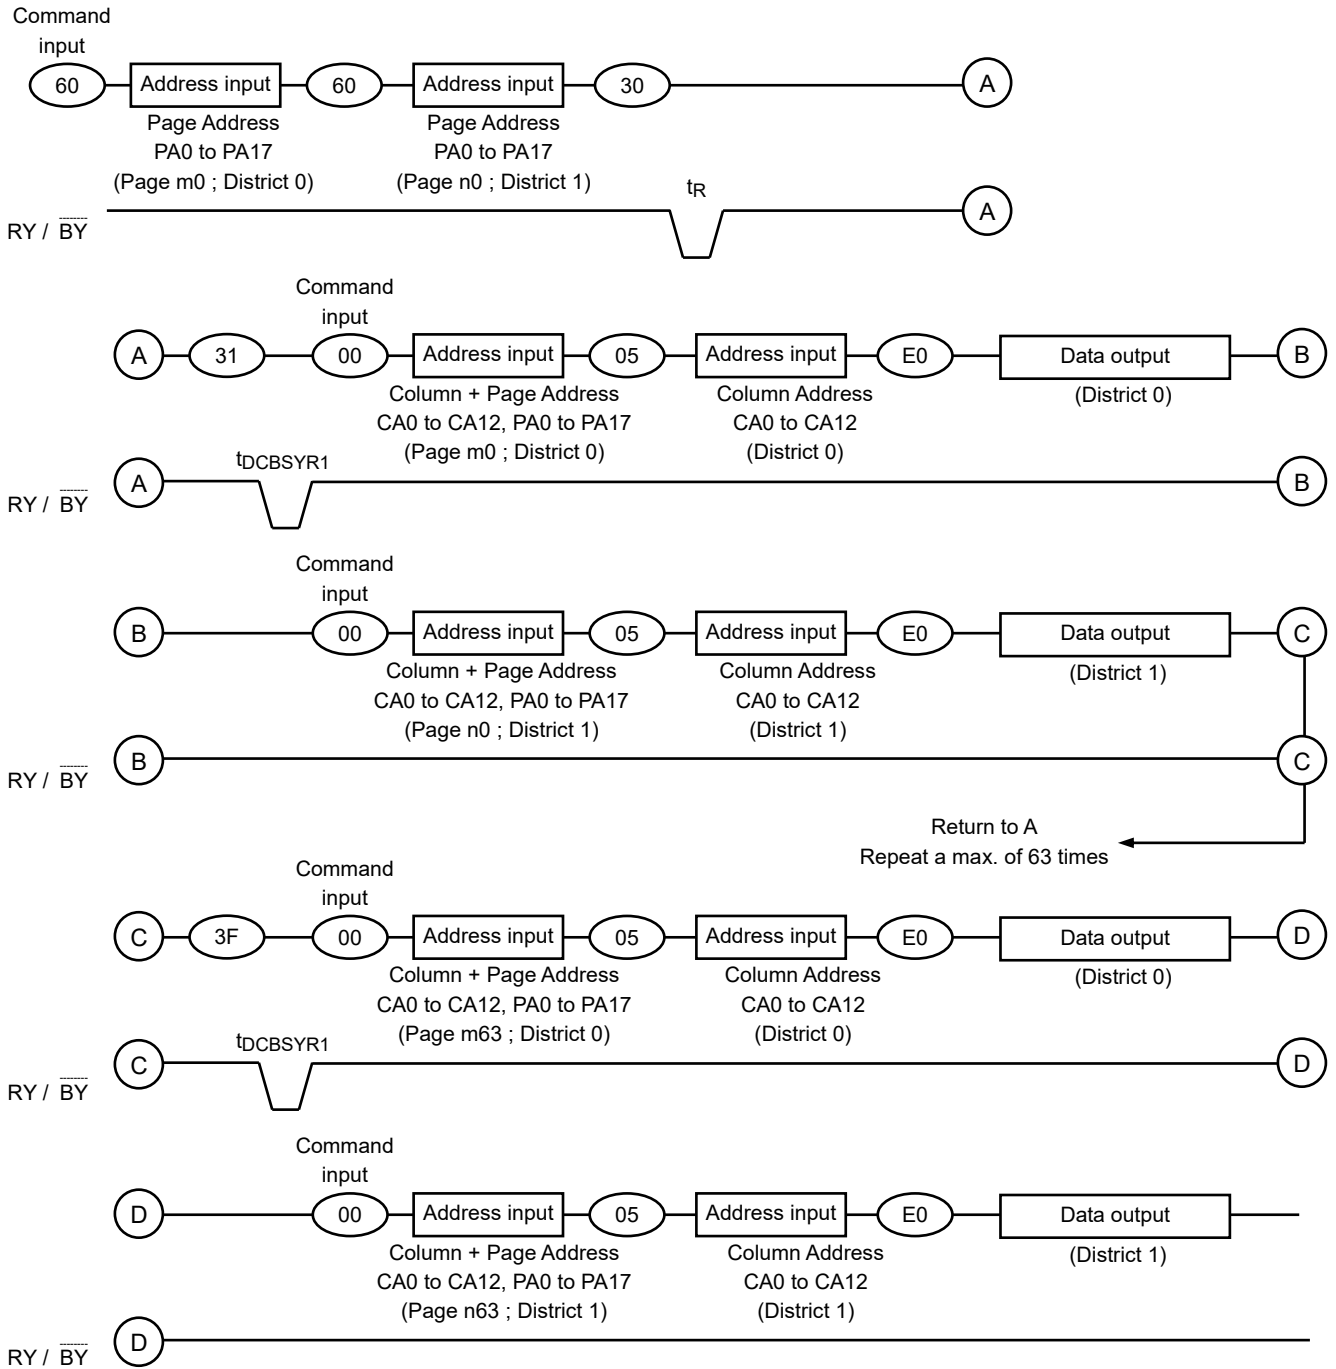 Command
input
60 Address input 60 Address input 30 A
Page Address Page Address
PA0 to PA17 PA0 to PA17
(Page m0 ; District 0) (Page n0 ; District 1)
tR
RY / BY A
Command
input
A 31 00 Address input 05 Address input E0 Data output B
Column + Page Address Column Address (District 0)
CA0 to CA12, PA0 to PA17 CA0 to CA12
(Page m0 ; District 0) (District 0)
tDCBSYR1
RY / BY A B
Command
input
B 00 Address input 05 Address input E0 Data output C
Column + Page Address Column Address (District 1)
CA0 to CA12, PA0 to PA17 CA0 to CA12
(Page n0 ; District 1) (District 1)
RY / BY B C
Return to A
Repeat a max. of 63 times
Command
input
C 3F 00 Address input 05 Address input E0 Data output D
Column + Page Address Column Address (District 0)
CA0 to CA12, PA0 to PA17 CA0 to CA12
(Page m63 ; District 0) (District 0)
tDCBSYR1
RY / BY C D
Command
input
D 00 Address input 05 Address input E0 Data output
Column + Page Address Column Address (District 1)
CA0 to CA12, PA0 to PA17 CA0 to CA12
(Page n63 ; District 1) (District 1)
RY / BY D